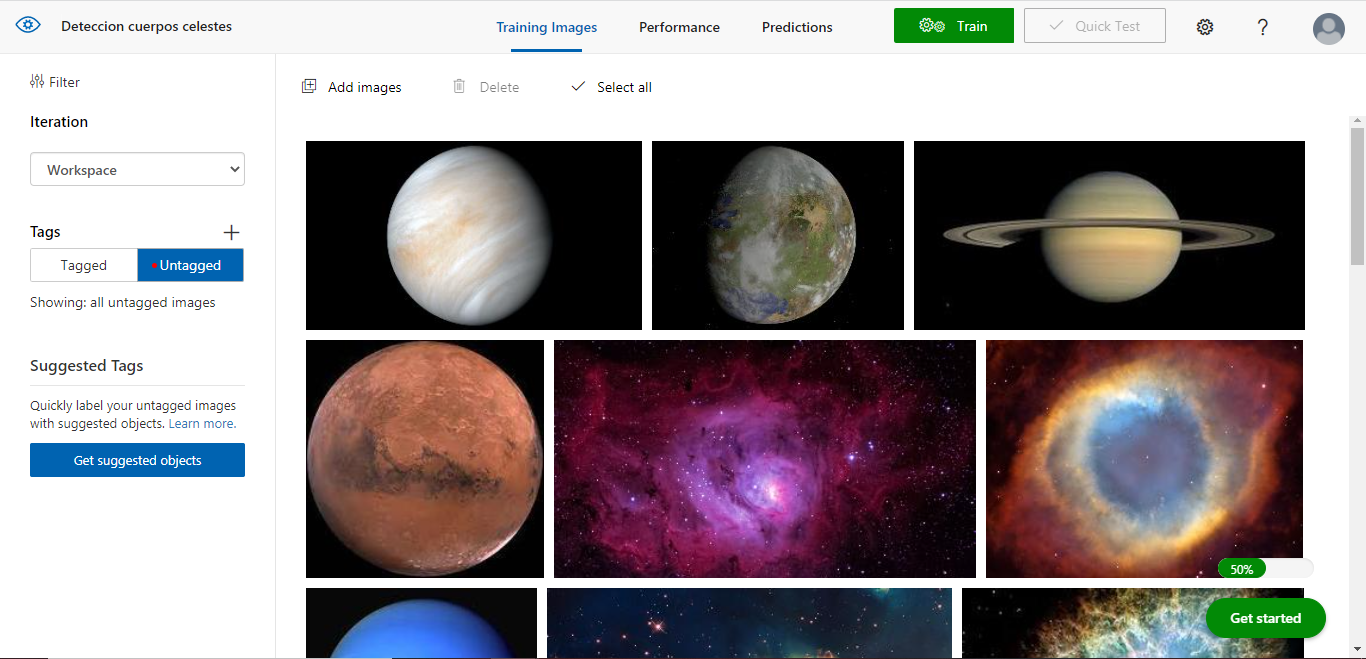 Deteccion cuerpos celestes
Training Images
Performance
Predictions
Train
Quick Test
?
Filter
Add images
Delete
Select all
Iteration
Workspace
Tags
Tagged
Untagged
Showing: all untagged images
Suggested Tags
Quickly label your untagged images
with suggested objects. Learn more.
Get suggested objects
50%
Get started